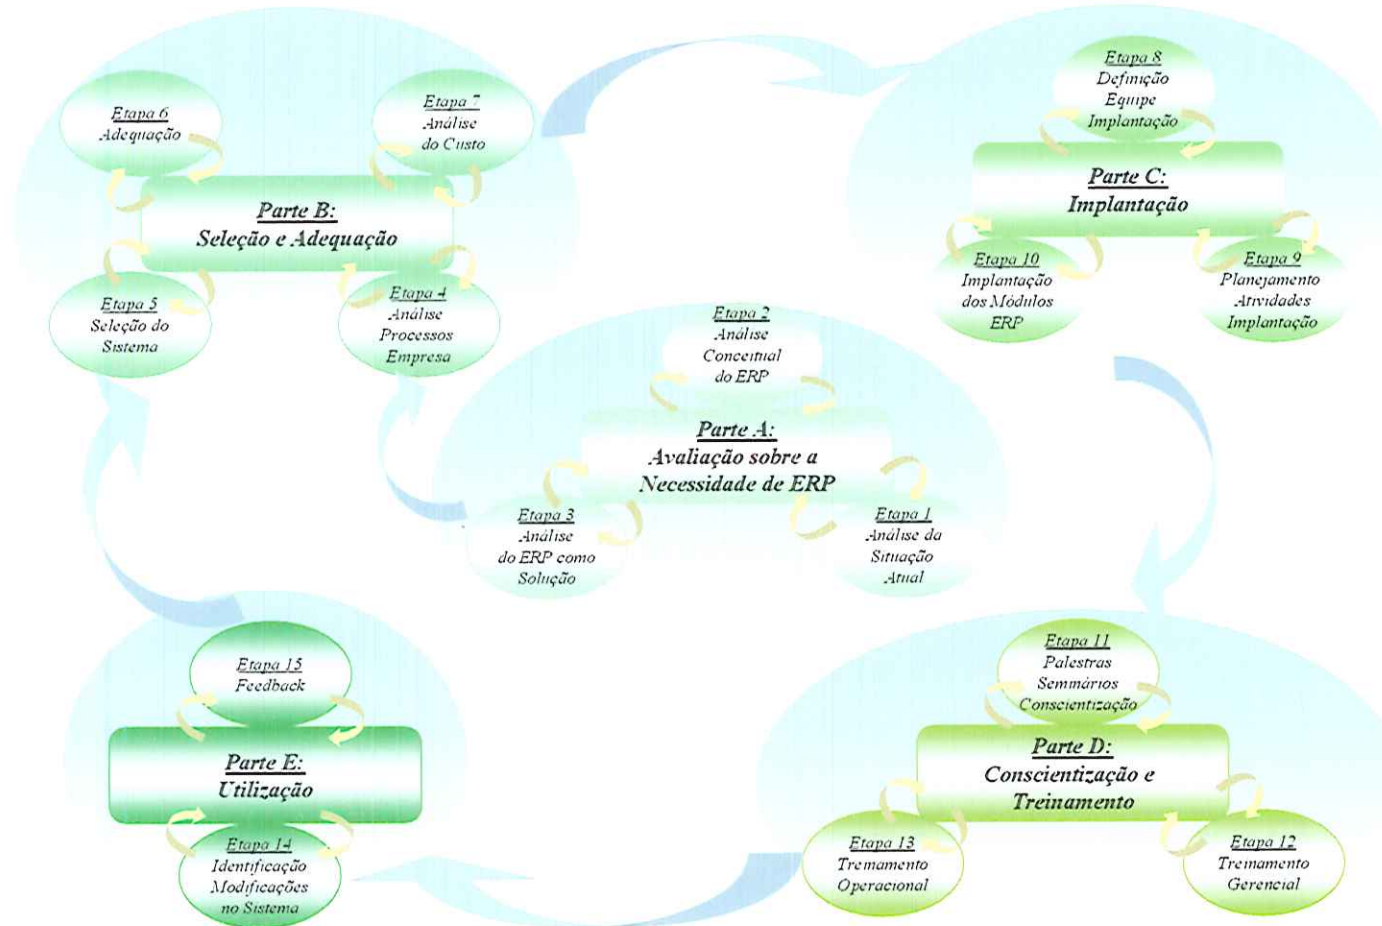 Etapa 6
Adequação
Etapa 7
Análise
do Custo
Parte B:
Seleção e Adequação
Etapa 5
Seleção do
Sistema
Etapa 4
Análise
Processos
Empresa
Etapa 8
Definição
Equipe
Implantação
Parte C:
Implantação
Etapa 10
Implantação
dos Módulos
ERP
Etapa 9
Planejamento
Atividades
Implantação
Etapa 2
Análise
Conceitual
do ERP
Parte A:
Avaliação sobre a
Necessidade de ERP
Etapa 3
Análise
do ERP como
Solução
Etapa 1
Análise da
Situação
Atual
Etapa 15
Feedback
Parte E:
Utilização
Etapa 14
Identificação
Modificações
no Sistema
Etapa 11
Palestras
Seminários
Conscientização
Parte D:
Conscientização e
Treinamento
Etapa 13
Treinamento
Operacional
Etapa 12
Treinamento
Gerencial